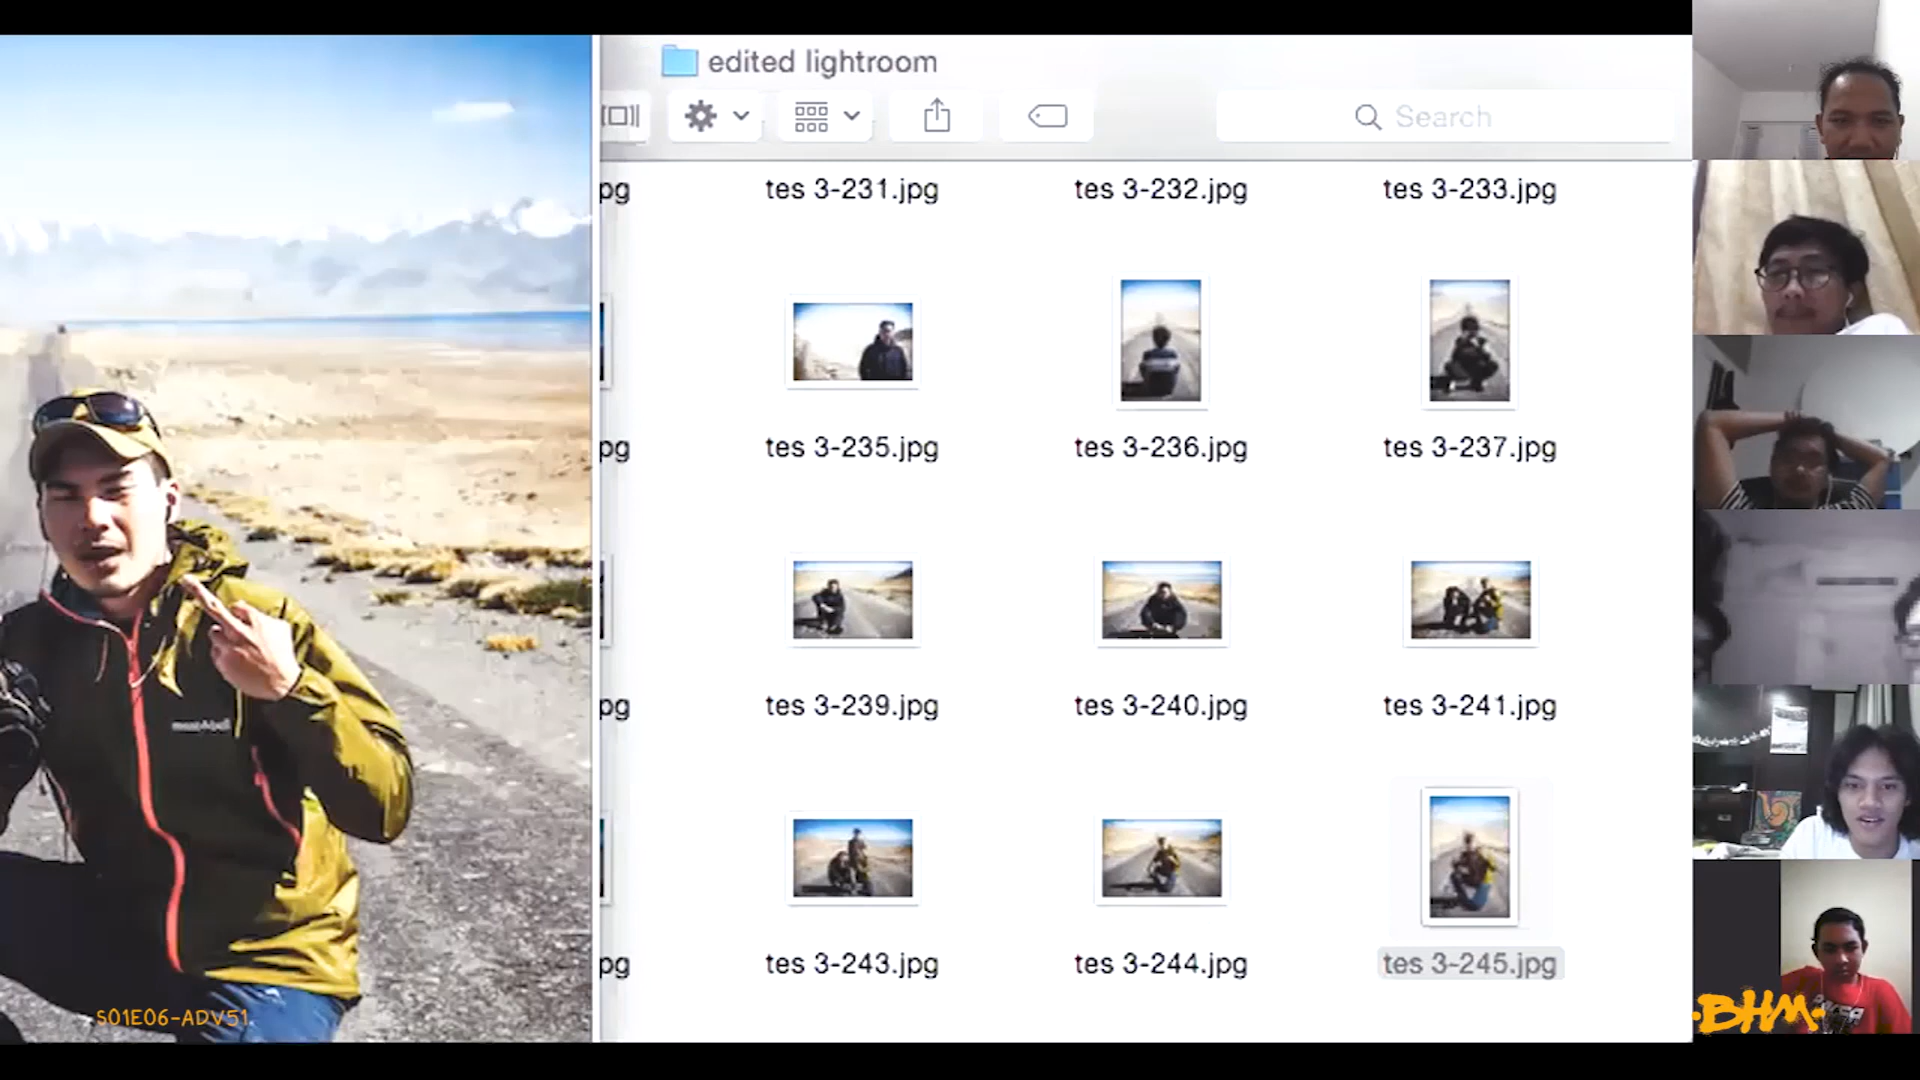 edited lightroom
Search
pg
tes 3-231.jpg
tes 3-232.jpg
tes 3-233.jpg
pg
tes 3-235.jpg
tes 3-236.jpg
tes 3-237.jpg
pg
tes 3-239.jpg
tes 3-240.jpg
tes 3-241.jpg
pg
tes 3-243.jpg
tes 3-244.jpg
tes 3-245.jpg
mont-bell
S01E06-ADV51
BHM